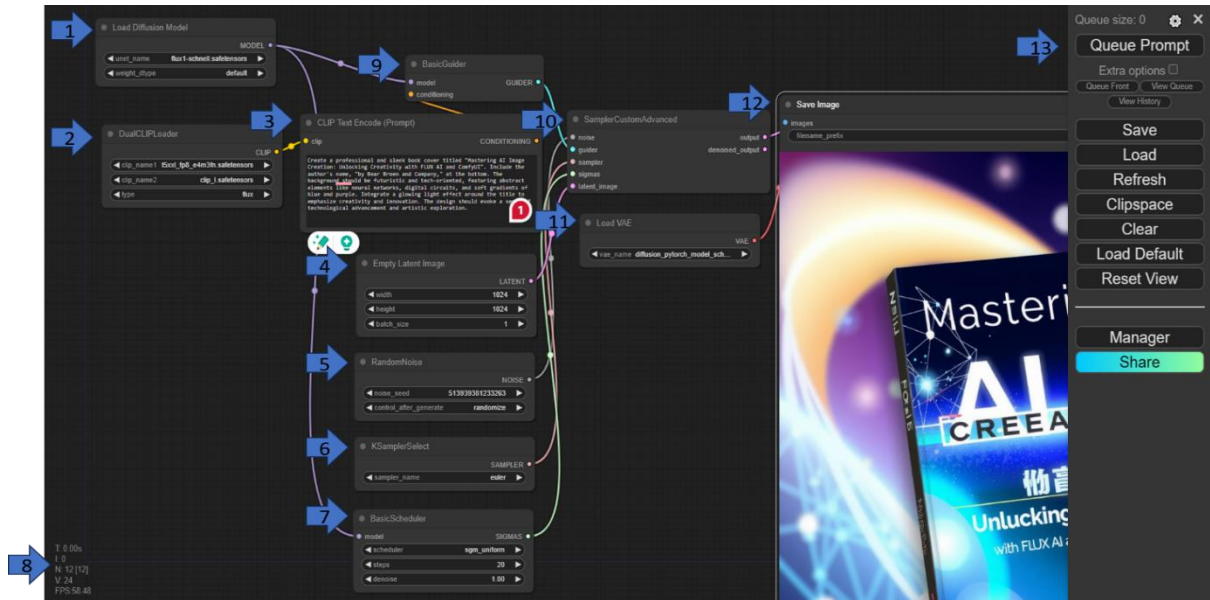 1
Load Diffusion Model
MODEL
unet_name flux1-schnell.safetensors
weight_dtype default
2
DualCLIPLoader
CLIP
clip_name1 t5xxl_fp8_e4m3fn.safetensors
clip_name2 clip_l.safetensors
type flux
3
CLIP Text Encode (Prompt)
clip CONDITIONING
Create a professional and sleek book cover titled "Mastering AI Image
Creation: Unlocking Creativity with FLUX AI and ComfyUI". Include the
author's name, "by Bear Brown and Company," at the bottom. The
background should be futuristic and tech-oriented, featuring abstract
elements like neural networks, digital circuits, and soft gradients of
blue and purple. Integrate a glowing light effect around the title to
emphasize creativity and innovation. The design should evoke a
technological advancement and artistic exploration.
1
4
Empty Latent Image
LATENT
width 1024
height 1024
batch_size 1
5
RandomNoise
NOISE
noise_seed
control_after_generate randomize
6
KSamplerSelect
SAMPLER
sampler_name euler
7
BasicScheduler
model SIGMAS
scheduler sgm_uniform
steps 20
denoise 1.00
8
T: 0.00s
I: 0
N: 12 [12]
V: 24
FPS:58.48
9
BasicGuider
model GUIDER
conditioning
10
SamplerCustomAdvanced
noise output
guider denoised_output
sampler
sigmas
latent_image
11
Load VAE
VAE
vae_name diffusion_pytorch_model_sch...
12
Save Image
images
filename_prefix
Masteri
AI
CREEA
Unlucking
with FLUX AI a
13
Queue size: 0
Queue Prompt
Extra options
Queue Front View Queue
View History
Save
Load
Refresh
Clipspace
Clear
Load Default
Reset View
Manager
Share